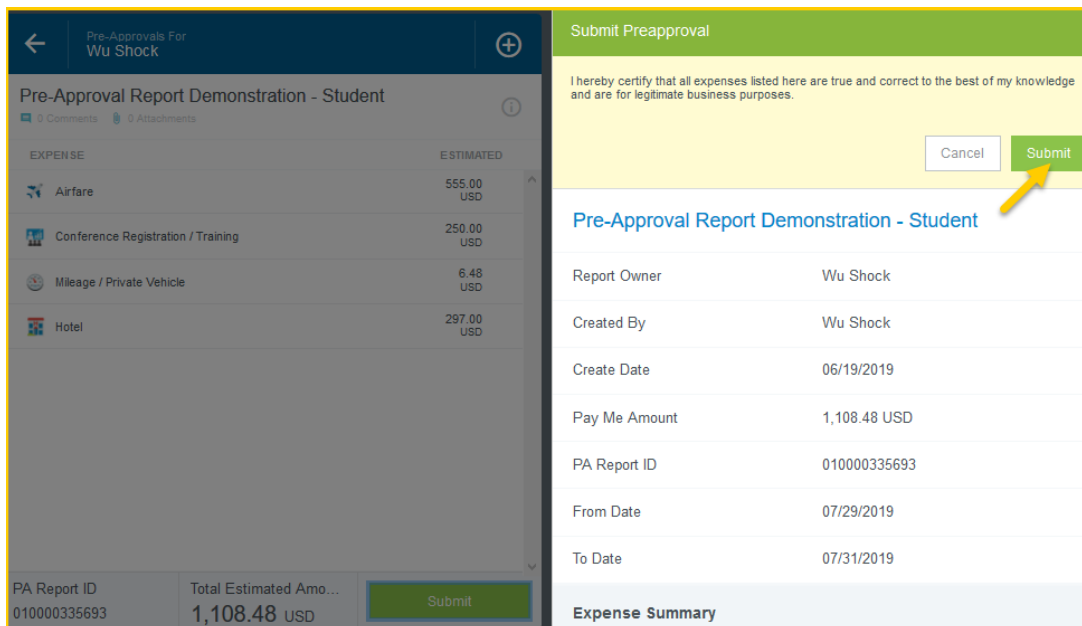 Pre-Approvals For
Wu Shock
Pre-Approval Report Demonstration - Student
0 Comments 0 Attachments
EXPENSE ESTIMATED
Airfare 555.00
USD
Conference Registration / Training 250.00
USD
Mileage / Private Vehicle 6.48
USD
Hotel 297.00
USD
PA Report ID Total Estimated Amo...
010000335693 1,108.48 USD
Submit
Submit Preapproval
I hereby certify that all expenses listed here are true and correct to the best of my knowledge
and are for legitimate business purposes.
Cancel Submit
Pre-Approval Report Demonstration - Student
Report Owner Wu Shock
Created By Wu Shock
Create Date 06/19/2019
Pay Me Amount 1,108.48 USD
PA Report ID 010000335693
From Date 07/29/2019
To Date 07/31/2019
Expense Summary